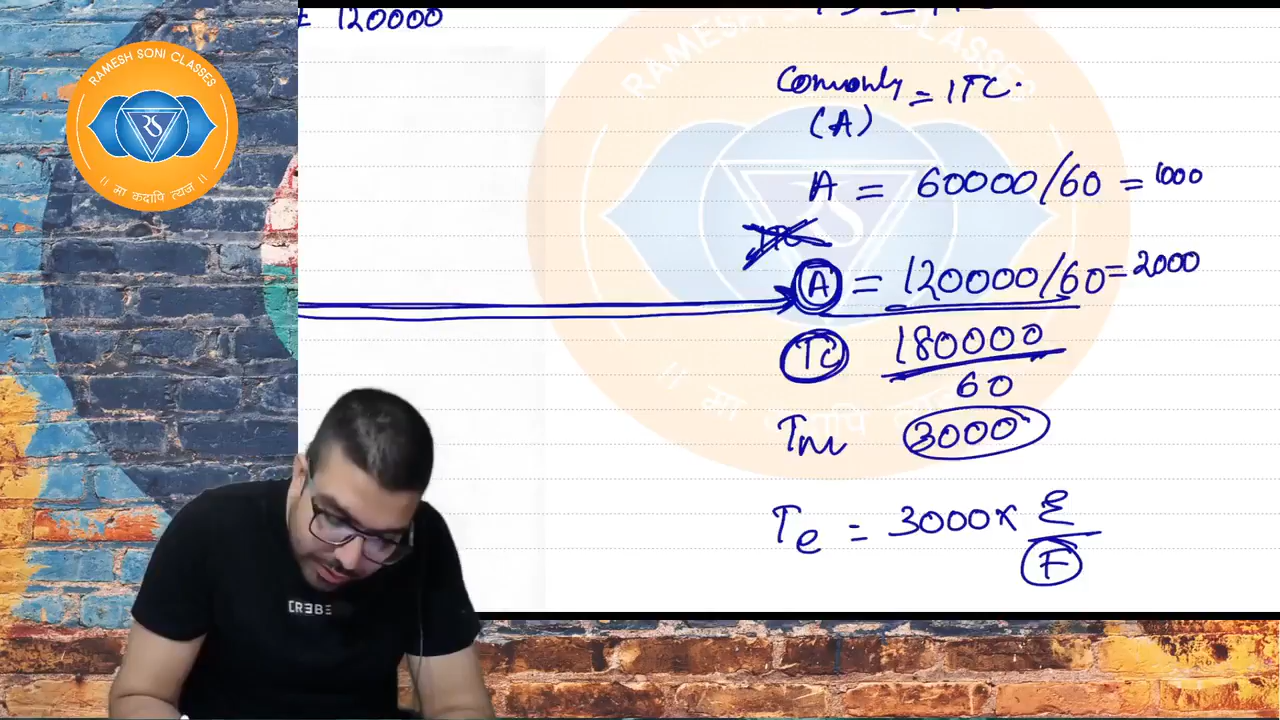 = 120000
RAMESH SONI CLASSES
|| मा कदापि त्यज ||
Commonly = ITC.
(A)
A = 60000/60 = 1000
A = 120000/60 = 2000
TC 180000
60
Tm 3000
Te = 3000 × E
F
CREBE